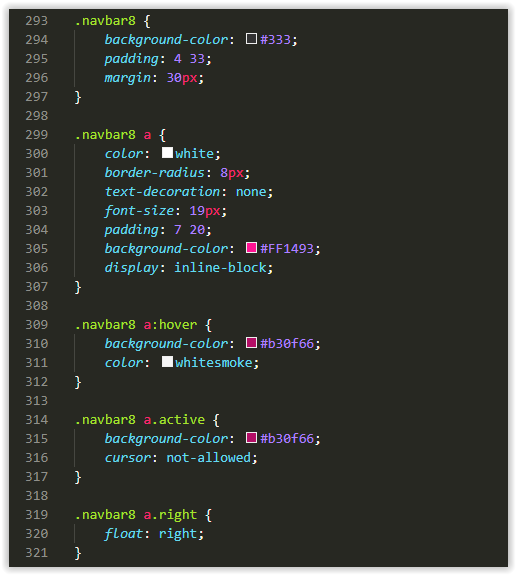 293 .navbar8 {
294     background-color: #333;
295     padding: 4 33;
296     margin: 30px;
297 }
298
299 .navbar8 a {
300     color: white;
301     border-radius: 8px;
302     text-decoration: none;
303     font-size: 19px;
304     padding: 7 20;
305     background-color: #FF1493;
306     display: inline-block;
307 }
308
309 .navbar8 a:hover {
310     background-color: #b30f66;
311     color: whitesmoke;
312 }
313
314 .navbar8 a.active {
315     background-color: #b30f66;
316     cursor: not-allowed;
317 }
318
319 .navbar8 a.right {
320     float: right;
321 }